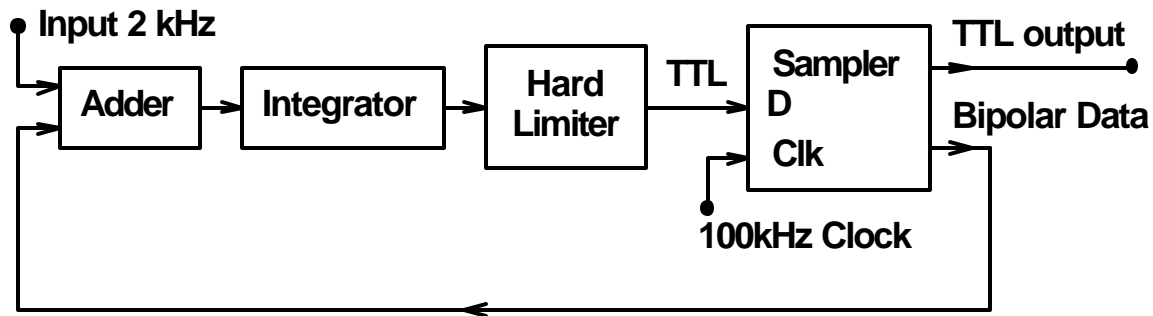 Input 2 kHz
Adder
Integrator
Hard
Limiter
TTL
Sampler
D
Clk
100kHz Clock
TTL output
Bipolar Data